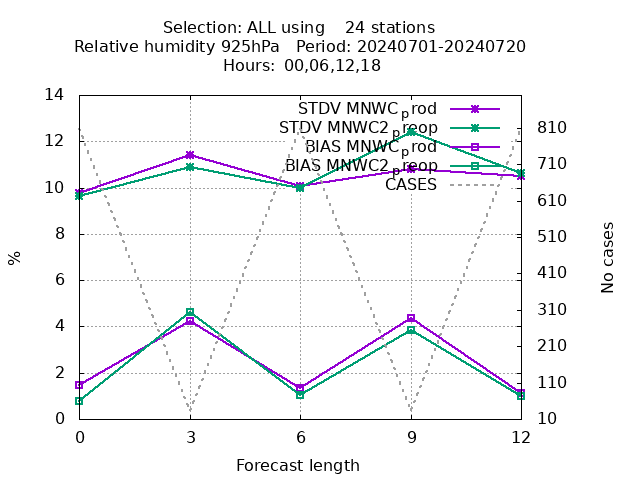 Selection: ALL using 24 stations
Relative humidity 925hPa Period: 20240701-20240720
Hours: 00,06,12,18
STDV MNWC_prod
STDV MNWC2_preop
BIAS MNWC_prod
BIAS MNWC2_preop
CASES
14
12
10
8
6
4
2
0
%
810
710
610
510
410
310
210
110
10
No cases
0 3 6 9 12
Forecast length